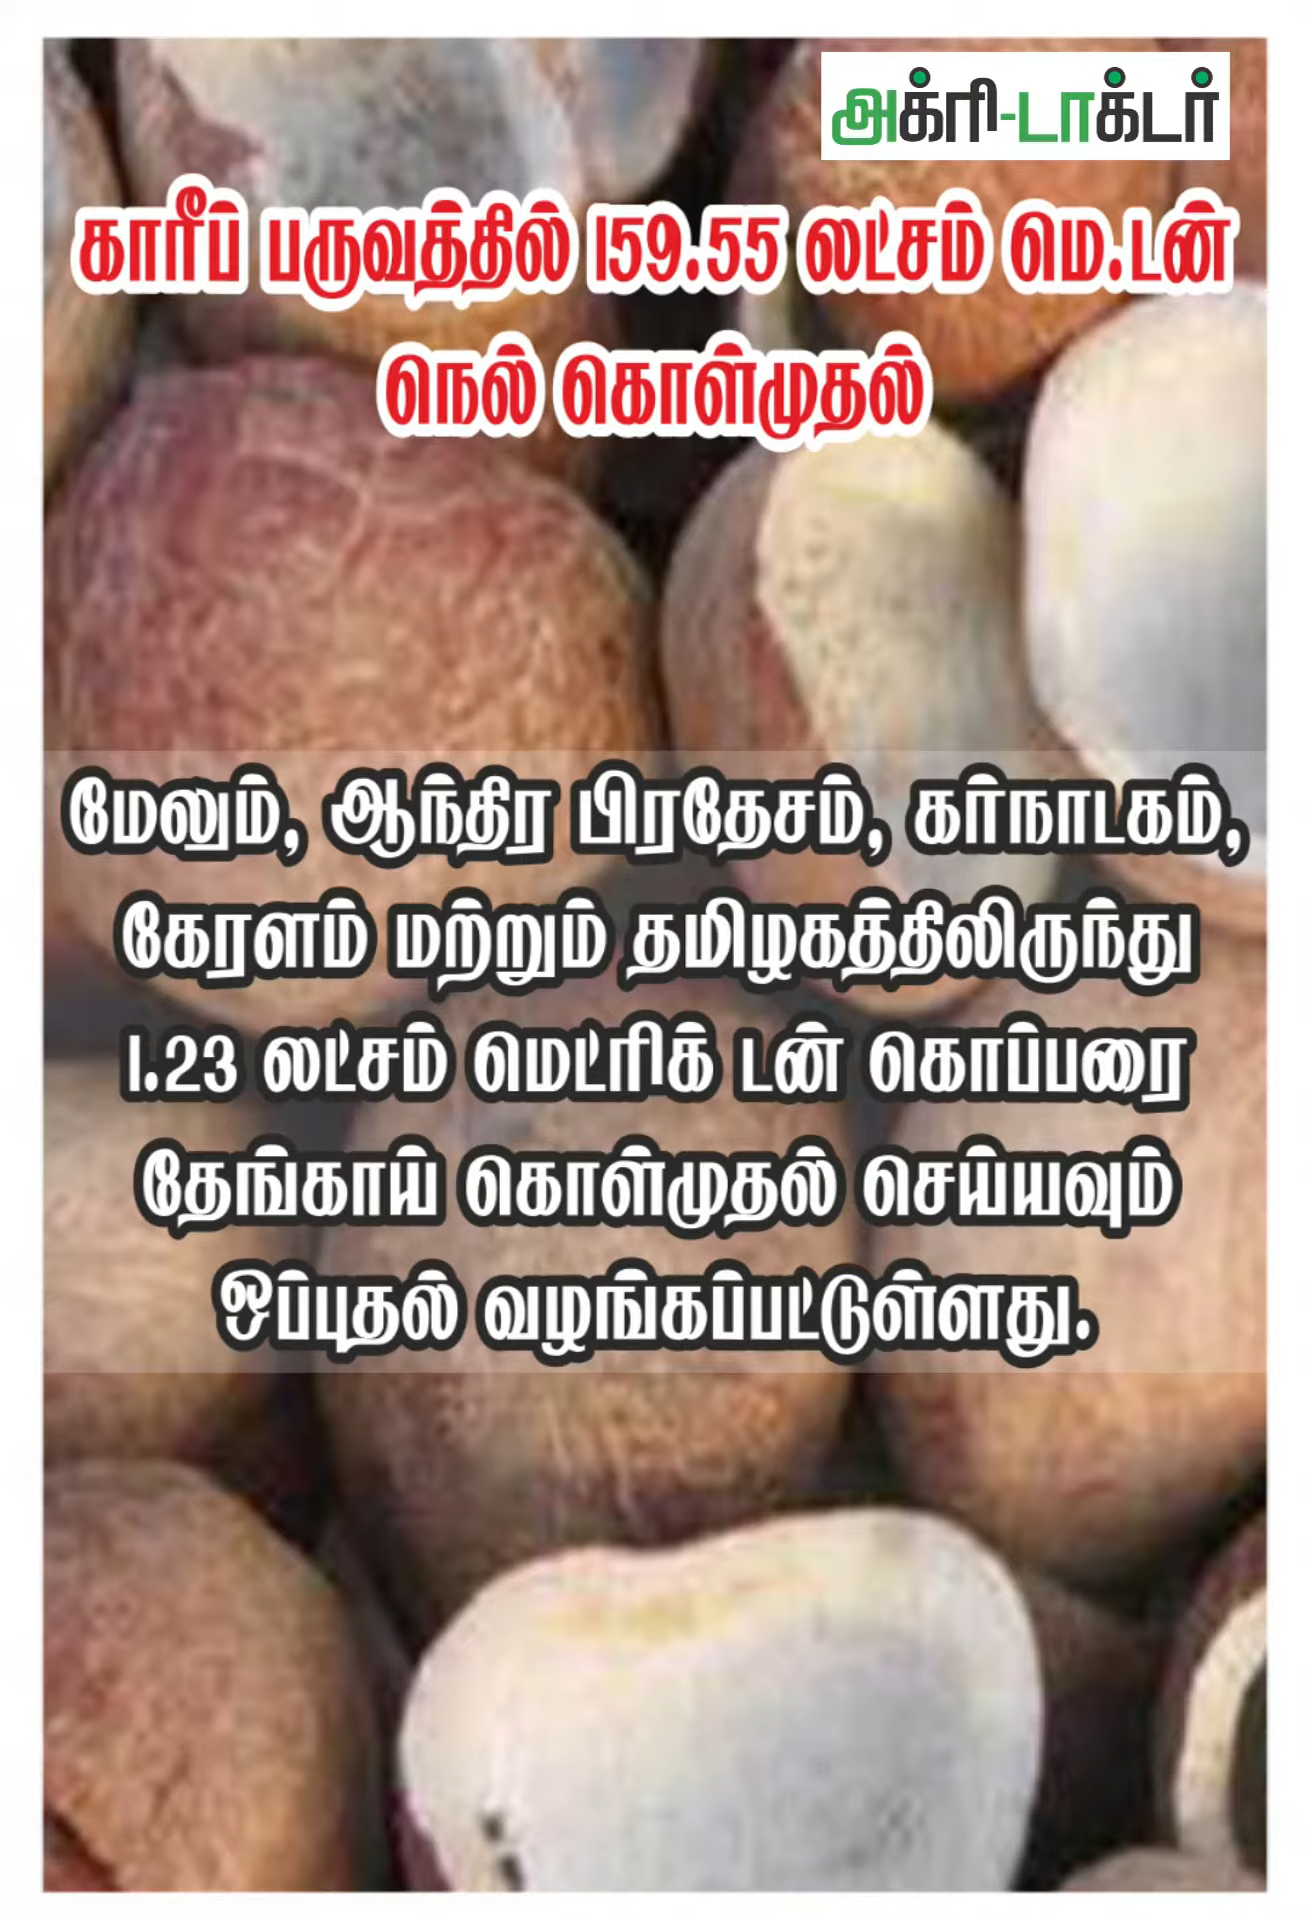 அக்ரி-டாக்டர்
காரீப் பருவத்தில் 159.55 லட்சம் மெ.டன்
நெல் கொள்முதல்
மேலும், ஆந்திர பிரதேசம், கர்நாடகம்,
கேரளம் மற்றும் தமிழகத்திலிருந்து
1.23 லட்சம் மெட்ரிக் டன் கொப்பரை
தேங்காய் கொள்முதல் செய்யவும்
ஒப்புதல் வழங்கப்பட்டுள்ளது.